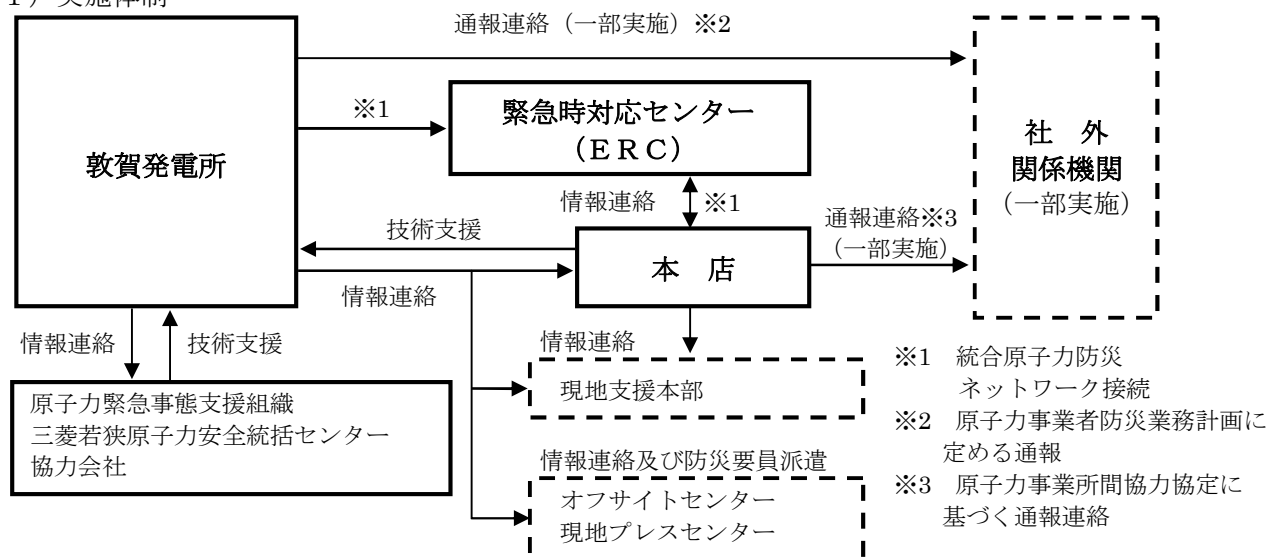 1）実施体制
通報連絡（一部実施）※2
敦賀発電所
※1
緊急時対応センター
（ＥＲＣ）
社　外
関係機関
（一部実施）
情報連絡
※1
技術支援
通報連絡※3
（一部実施）
本　店
情報連絡
情報連絡
技術支援
原子力緊急事態支援組織
三菱若狭原子力安全統括センター
協力会社
情報連絡
現地支援本部
情報連絡及び防災要員派遣
オフサイトセンター
現地プレスセンター
※1　統合原子力防災
ネットワーク接続
※2　原子力事業者防災業務計画に
定める通報
※3　原子力事業所間協力協定に
基づく通報連絡